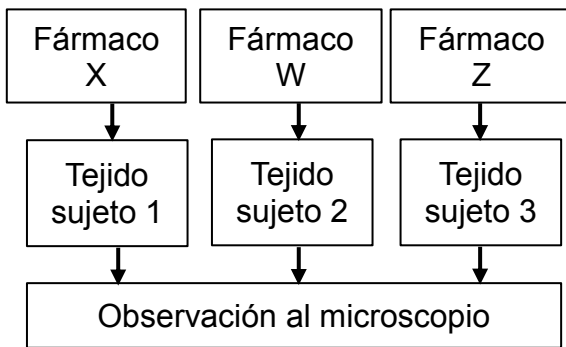 Fármaco
X
Fármaco
W
Fármaco
Z
Tejido
sujeto 1
Tejido
sujeto 2
Tejido
sujeto 3
Observación al microscopio